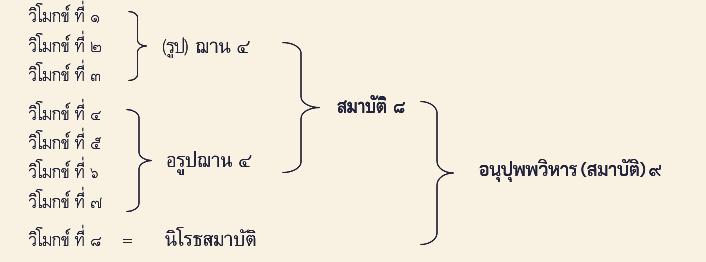 วิโมกข์ ที่ ๑
วิโมกข์ ที่ ๒
วิโมกข์ ที่ ๓
(รูป) ฌาน ๔
วิโมกข์ ที่ ๔
วิโมกข์ ที่ ๕
วิโมกข์ ที่ ๖
วิโมกข์ ที่ ๗
อรูปฌาน ๔
สมาบัติ ๘
วิโมกข์ ที่ ๘ = นิโรธสมาบัติ
อนุปุพพวิหาร (สมาบัติ) ๙